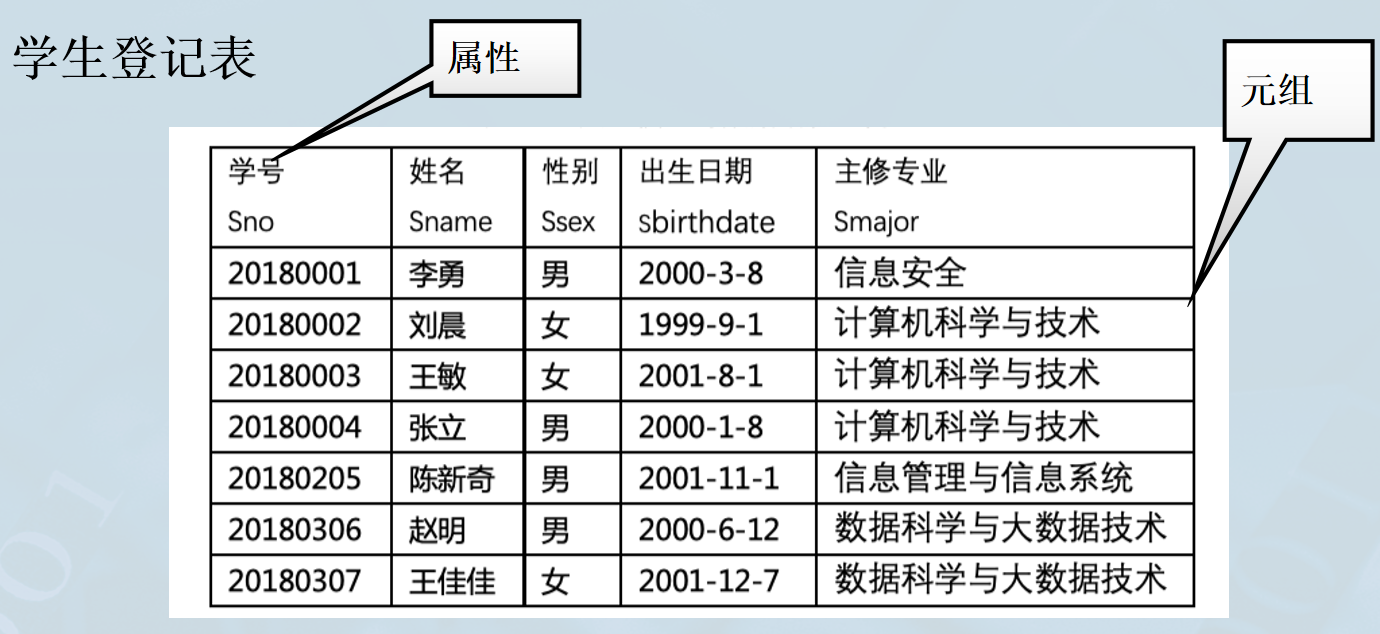 学生登记表
属性
元组
学号 姓名 性别 出生日期 主修专业
Sno Sname Ssex Sbirthdate Smajor
20180001 李勇 男 2000-3-8 信息安全
20180002 刘晨 女 1999-9-1 计算机科学与技术
20180003 王敏 女 2001-8-1 计算机科学与技术
20180004 张立 男 2000-1-8 计算机科学与技术
20180205 陈新奇 男 2001-11-1 信息管理与信息系统
20180306 赵明 男 2000-6-12 数据科学与大数据技术
20180307 王佳佳 女 2001-12-7 数据科学与大数据技术